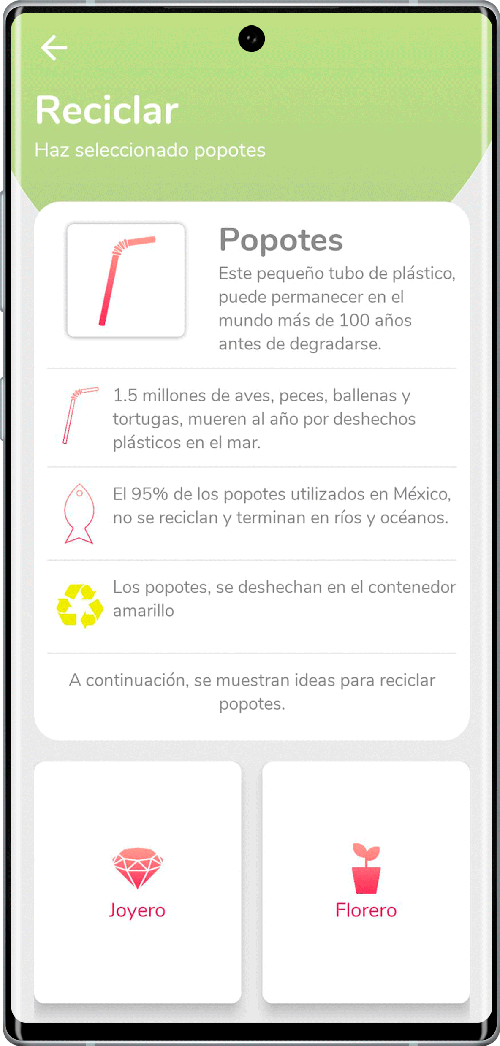 Reciclar
Haz seleccionado popotes
Popotes
Este pequeño tubo de plástico,
puede permanecer en el
mundo más de 100 años
antes de degradarse.
1.5 millones de aves, peces, ballenas y
tortugas, mueren al año por deshechos
plásticos en el mar.
El 95% de los popotes utilizados en México,
no se reciclan y terminan en ríos y océanos.
Los popotes, se deshechan en el contenedor
amarillo
A continuación, se muestran ideas para reciclar
popotes.
Joyero
Florero